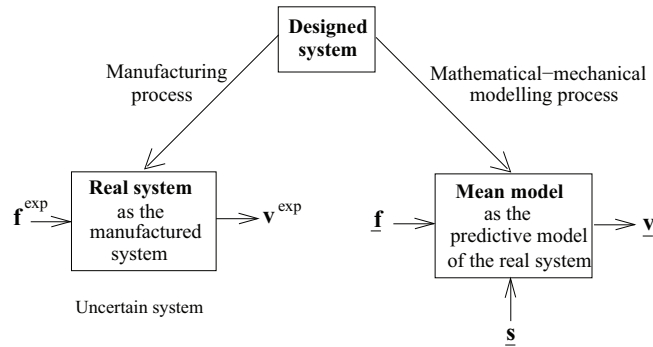 Designed
system
Manufacturing
process
Mathematical−mechanical
modelling process
Real system
as the
manufactured
system
f exp
v exp
Mean model
as the
predictive model
of the real system
f
v
s
Uncertain system